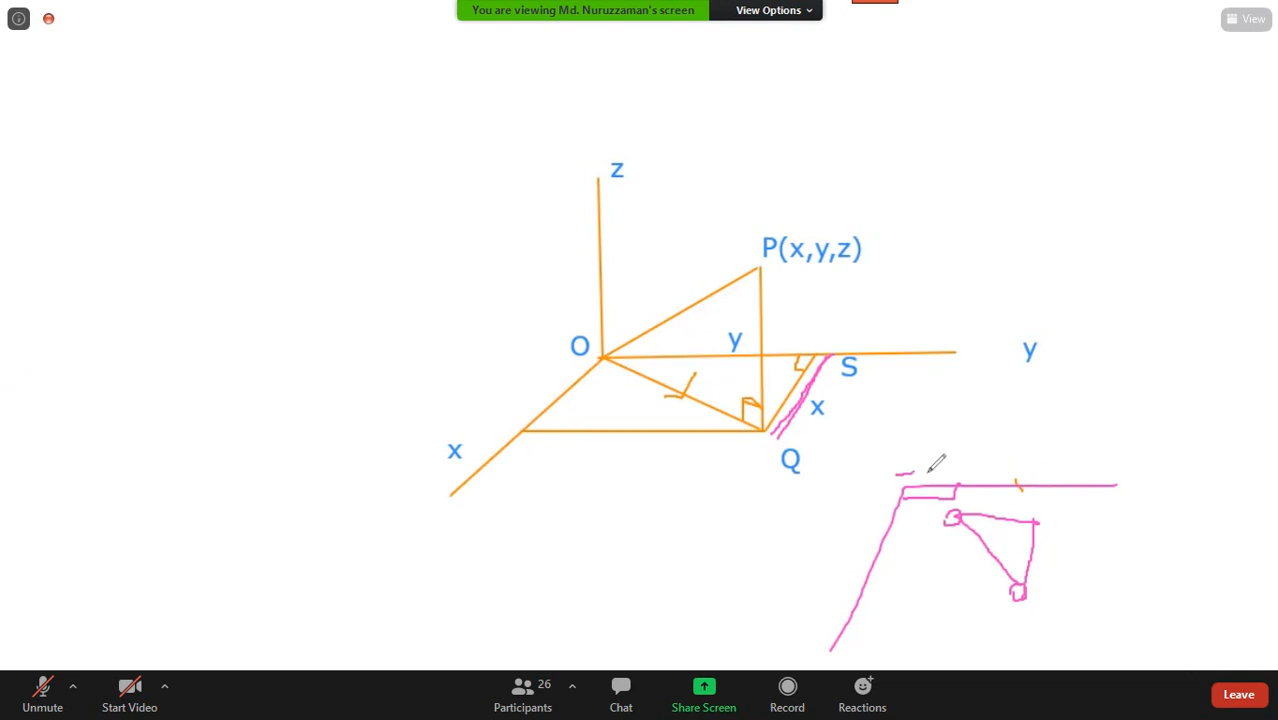 You are viewing Md. Nuruzzaman's screen
View Options
View
z
P(x,y,z)
O
y
S
y
x
x
Q
Unmute
Start Video
26
Participants
Chat
Share Screen
Record
Reactions
Leave